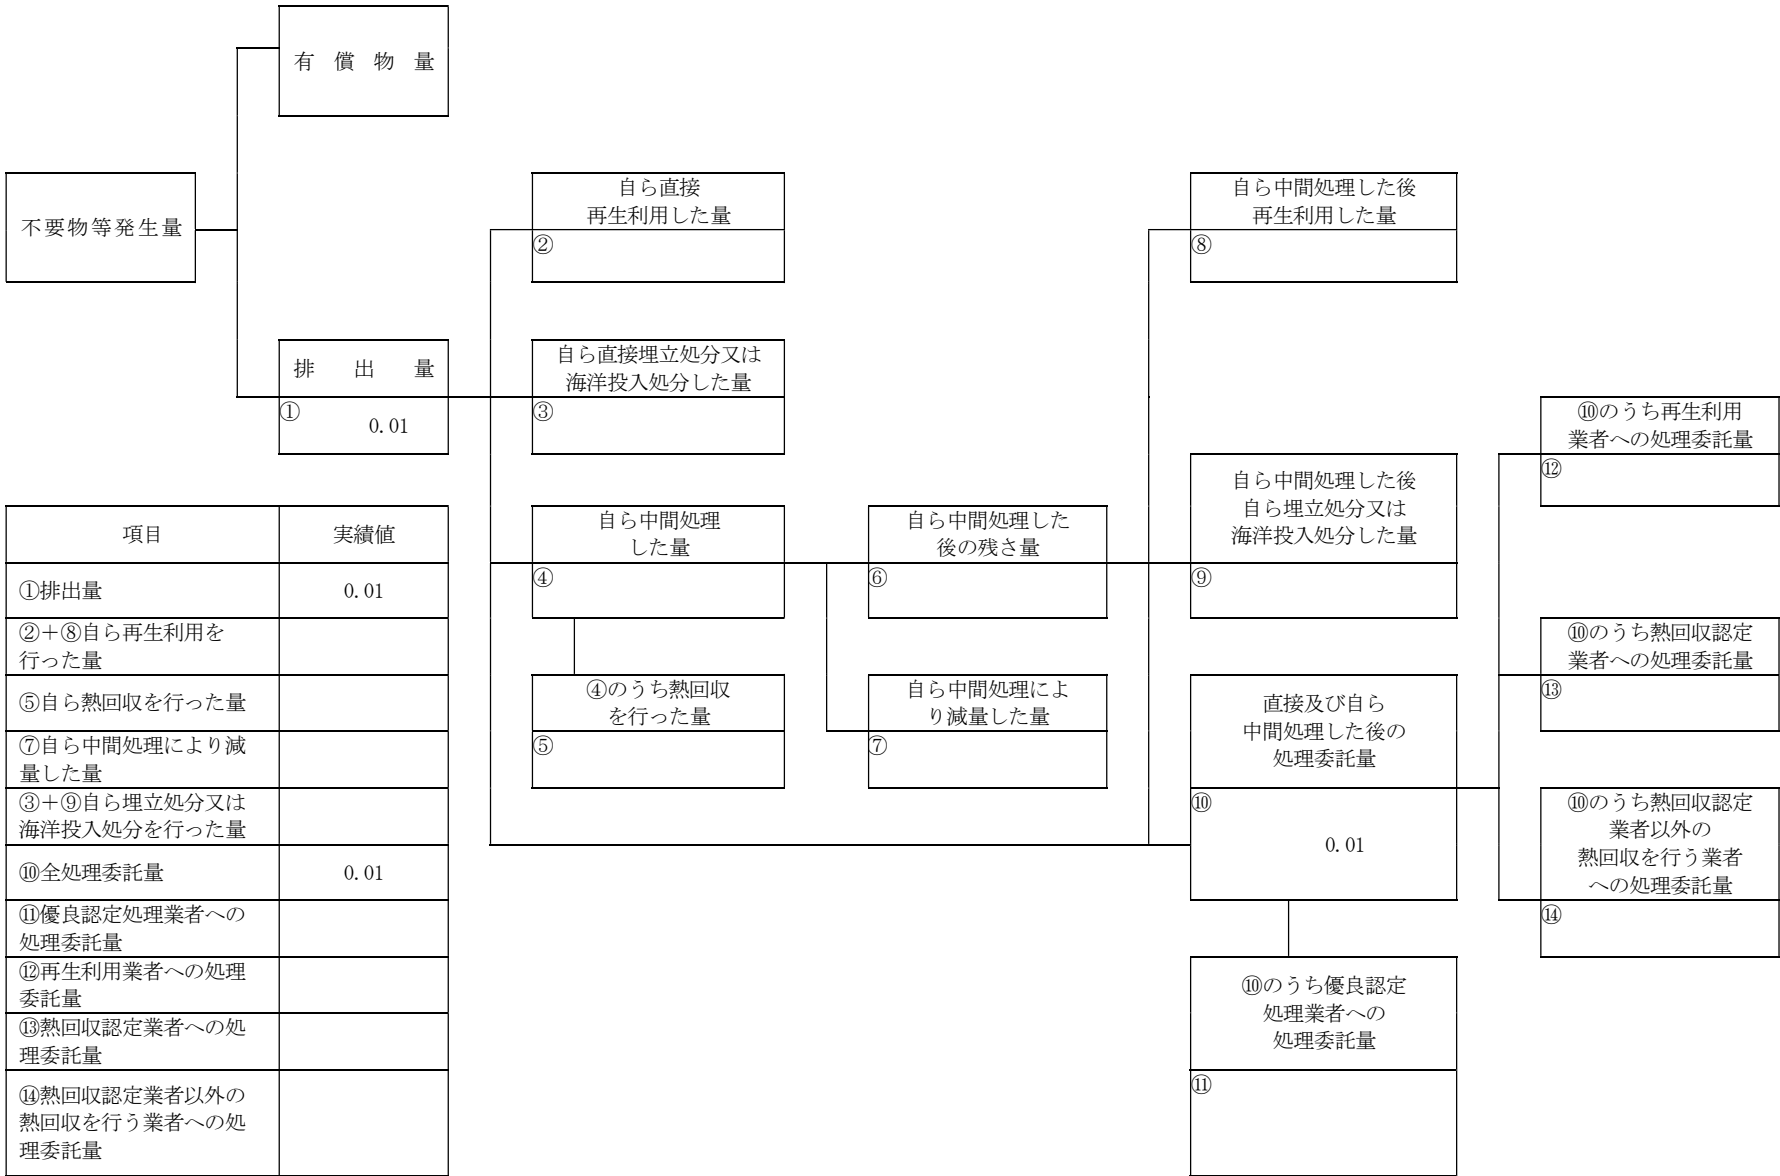 有償物量
不要物等発生量
自ら直接
再生利用した量
②
自ら中間処理した後
再生利用した量
⑧
排出量
①
0.01
自ら直接埋立処分又は
海洋投入処分した量
③
⑩のうち再生利用
業者への処理委託量
⑫
自ら中間処理
した量
④
自ら中間処理した
後の残さ量
⑥
自ら中間処理した後
自ら埋立処分又は
海洋投入処分した量
⑨
⑩のうち熱回収認定
業者への処理委託量
⑬
④のうち熱回収
を行った量
⑤
自ら中間処理によ
り減量した量
⑦
直接及び自ら
中間処理した後の
処理委託量
⑩
0.01
⑩のうち熱回収認定
業者以外の
熱回収を行う業者
への処理委託量
⑭
⑩のうち優良認定
処理業者への
処理委託量
⑪
項目 実績値
①排出量 0.01
②＋⑧自ら再生利用を
行った量
⑤自ら熱回収を行った量
⑦自ら中間処理により減
量した量
③＋⑨自ら埋立処分又は
海洋投入処分を行った量
⑩全処理委託量 0.01
⑪優良認定処理業者への
処理委託量
⑫再生利用業者への処理
委託量
⑬熱回収認定業者への処
理委託量
⑭熱回収認定業者以外の
熱回収を行う業者への処
理委託量